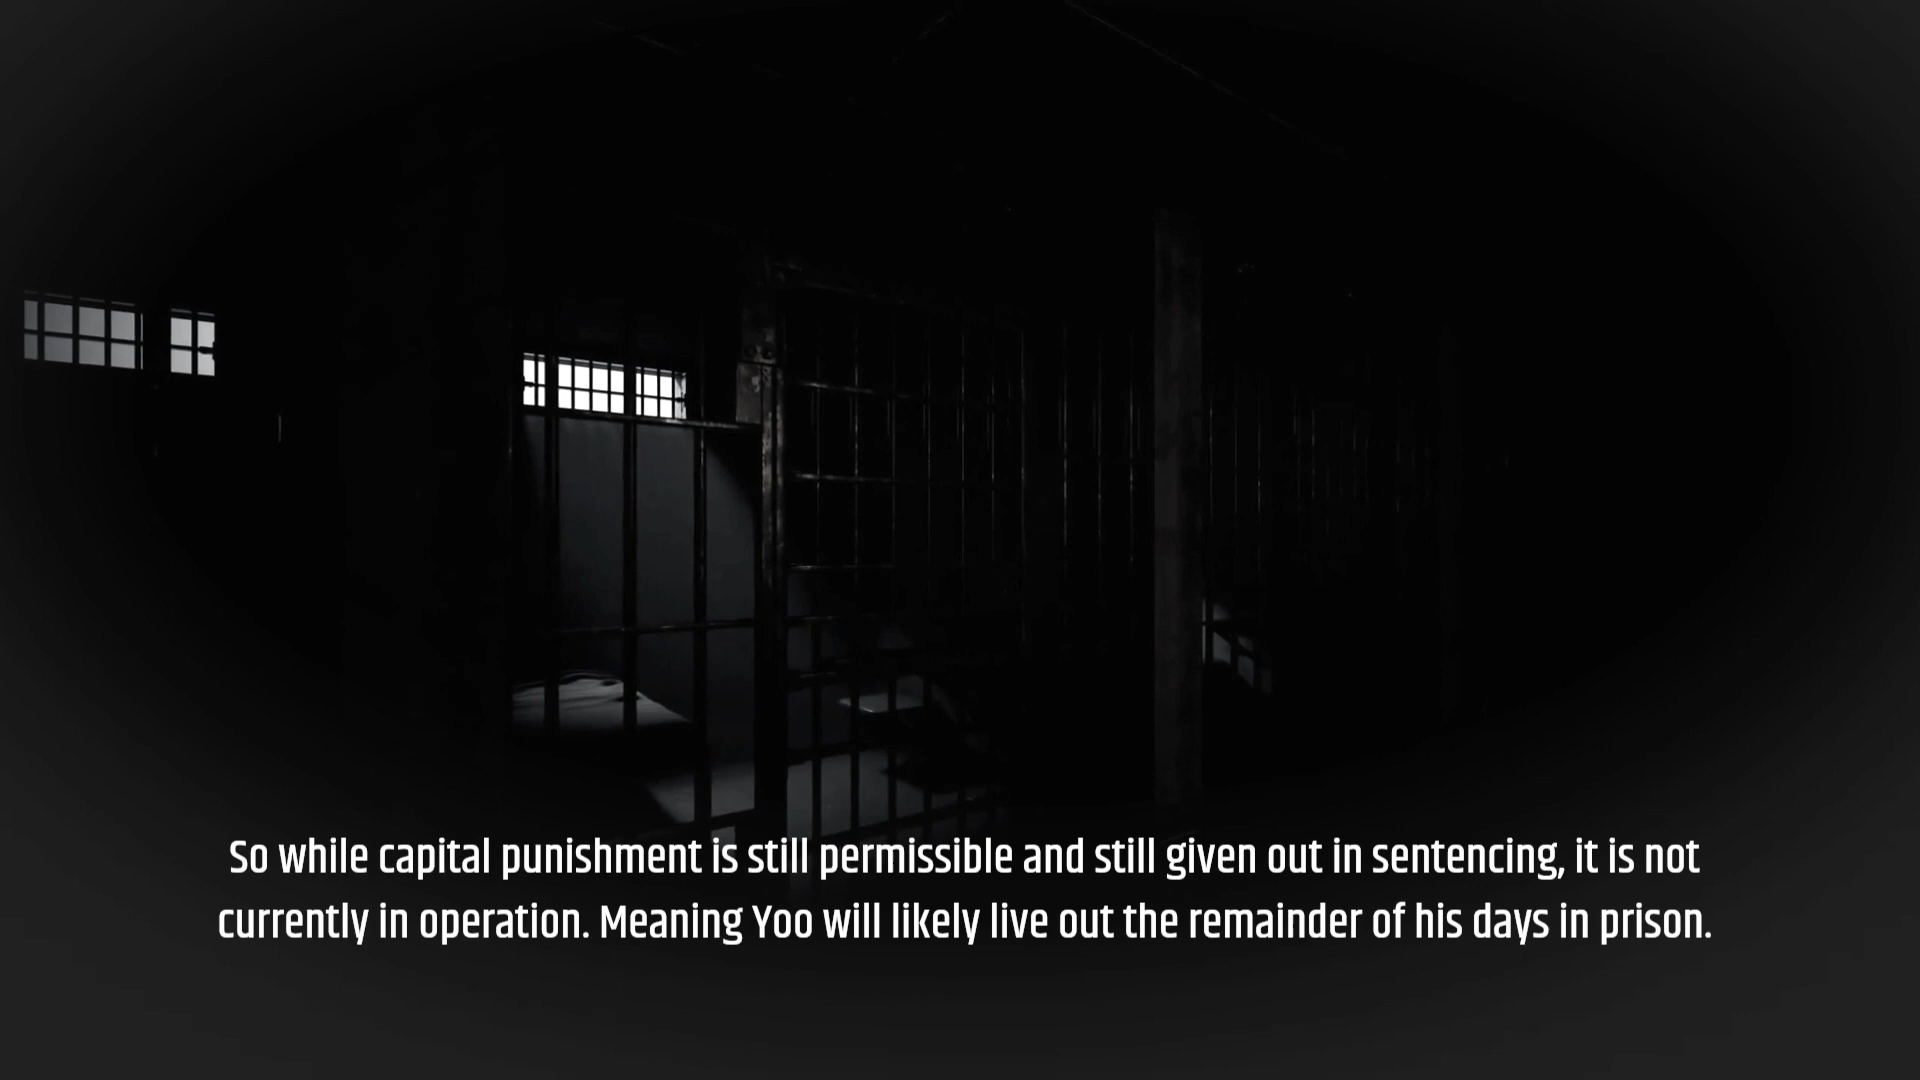 So while capital punishment is still permissible and still given out in sentencing, it is not
currently in operation. Meaning Yoo will likely live out the remainder of his days in prison.